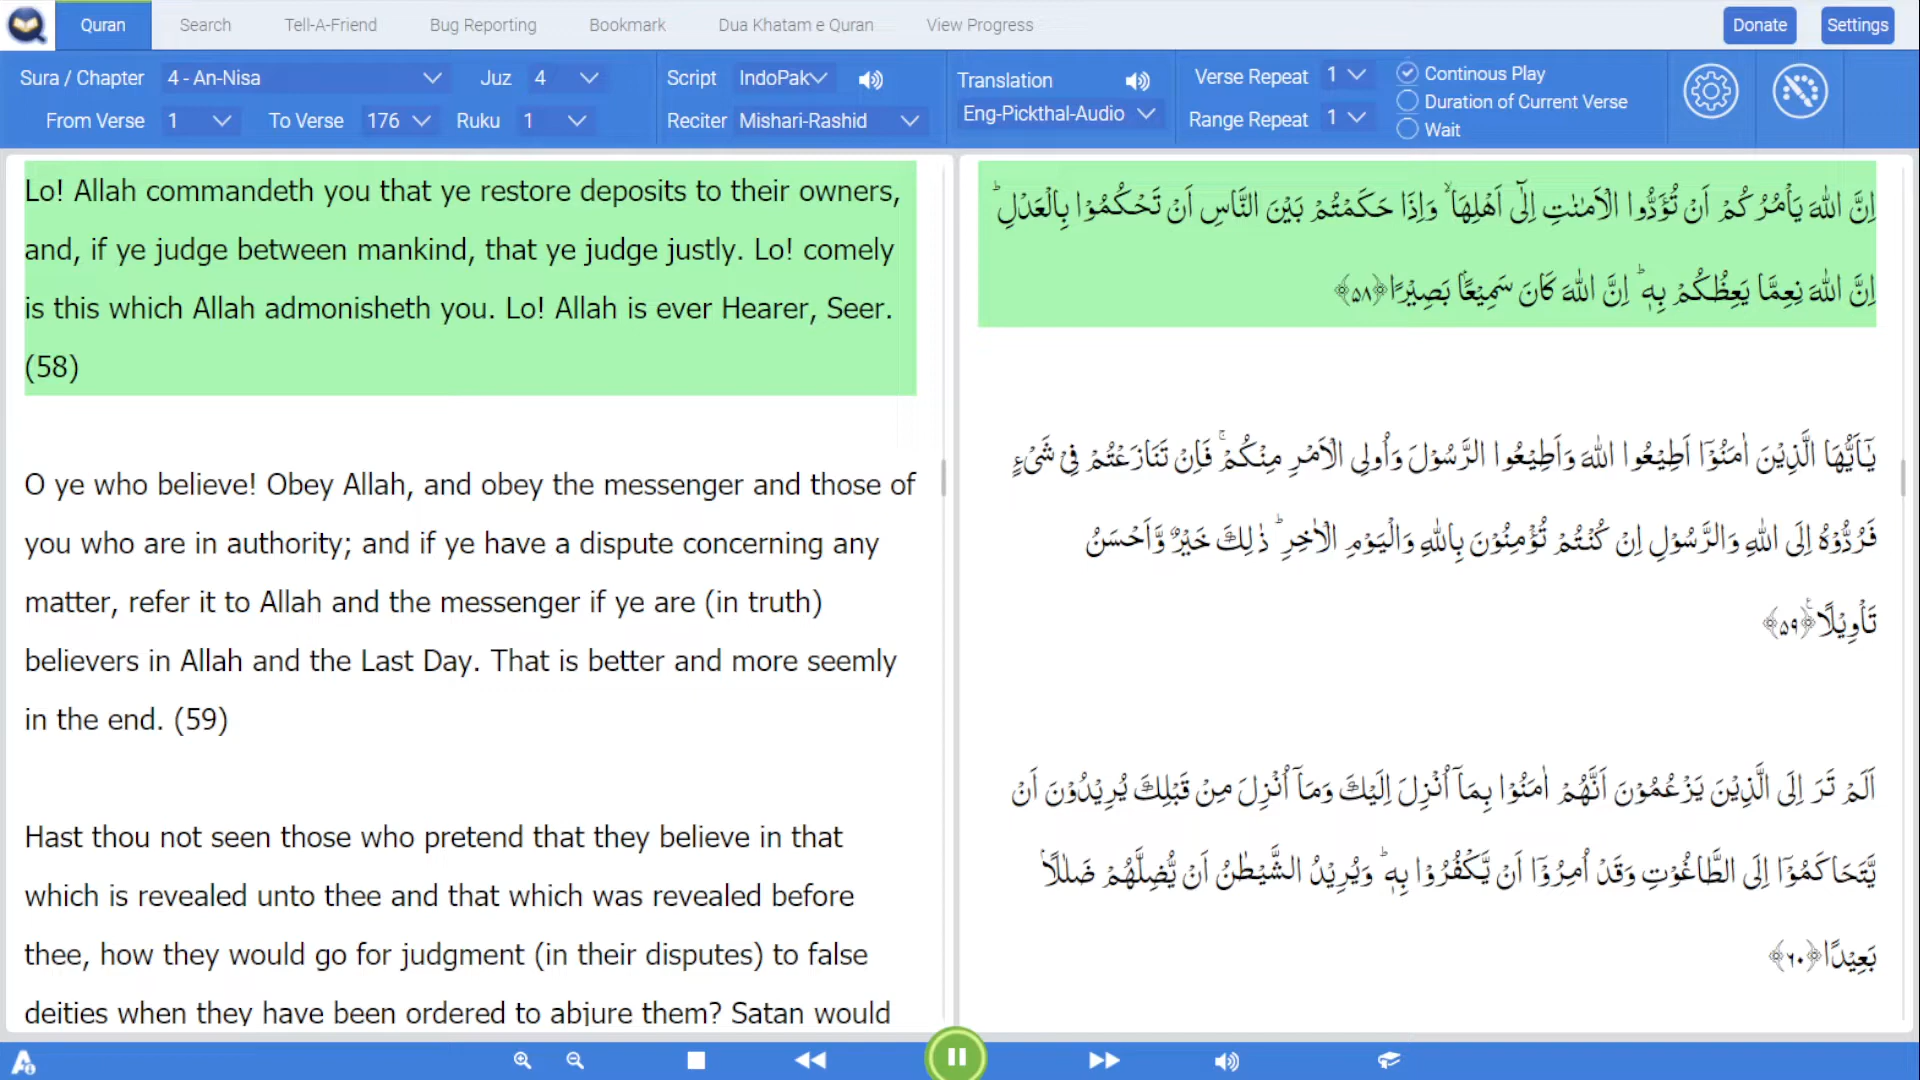 Quran Search Tell-A-Friend Bug Reporting Bookmark Dua Khatam e Quran View Progress Donate Settings
Sura / Chapter 4 - An-Nisa Juz 4 Script IndoPak Translation Verse Repeat 1 Continous Play
Duration of Current Verse
From Verse 1 To Verse 176 Ruku 1 Reciter Mishari-Rashid Eng-Pickthal-Audio Range Repeat 1 Wait
Lo! Allah commandeth you that ye restore deposits to their owners,
and, if ye judge between mankind, that ye judge justly. Lo! comely
is this which Allah admonisheth you. Lo! Allah is ever Hearer, Seer.
(58)
O ye who believe! Obey Allah, and obey the messenger and those of
you who are in authority; and if ye have a dispute concerning any
matter, refer it to Allah and the messenger if ye are (in truth)
believers in Allah and the Last Day. That is better and more seemly
in the end. (59)
Hast thou not seen those who pretend that they believe in that
which is revealed unto thee and that which was revealed before
thee, how they would go for judgment (in their disputes) to false
deities when they have been ordered to abjure them? Satan would
اِنَّ اللّٰهَ يَاۡمُرُكُمۡ اَنۡ تُؤَدُّوا الۡاَمٰنٰتِ اِلٰٓى اَهۡلِهَا ۙ وَاِذَا حَكَمۡتُمۡ بَيۡنَ النَّاسِ اَنۡ تَحۡكُمُوۡا بِالۡعَدۡلِ ؕ
اِنَّ اللّٰهَ نِعِمَّا يَعِظُكُمۡ بِهٖ ؕ اِنَّ اللّٰهَ كَانَ سَمِيۡعًۢا بَصِيۡرًا ﴿۵۸﴾
يٰۤـاَيُّهَا الَّذِيۡنَ اٰمَنُوۡۤا اَطِيۡـعُوا اللّٰهَ وَاَطِيۡـعُوا الرَّسُوۡلَ وَاُولِى الۡاَمۡرِ مِنۡكُمۡ ۚ فَاِنۡ تَنَازَعۡتُمۡ فِىۡ شَىۡءٍ
فَرُدُّوۡهُ اِلَى اللّٰهِ وَالرَّسُوۡلِ اِنۡ كُنۡـتُمۡ تُؤۡمِنُوۡنَ بِاللّٰهِ وَالۡيَـوۡمِ الۡاٰخِرِ ؕ ذٰ لِكَ خَيۡرٌ وَّاَحۡسَنُ
تَاۡوِيۡلًا ﴿۵۹﴾
اَلَمۡ تَرَ اِلَى الَّذِيۡنَ يَزۡعُمُوۡنَ اَنَّهُمۡ اٰمَنُوۡا بِمَاۤ اُنۡزِلَ اِلَيۡكَ وَمَاۤ اُنۡزِلَ مِنۡ قَبۡلِكَ يُرِيۡدُوۡنَ اَنۡ
يَّتَحَاكَمُوۡۤا اِلَى الطَّاغُوۡتِ وَقَدۡ اُمِرُوۡۤا اَنۡ يَّكۡفُرُوۡا بِهٖ ؕ وَيُرِيۡدُ الشَّيۡـطٰنُ اَنۡ يُّضِلَّهُمۡ ضَلٰلًاۢ
بَعِيۡدًا ﴿۶۰﴾